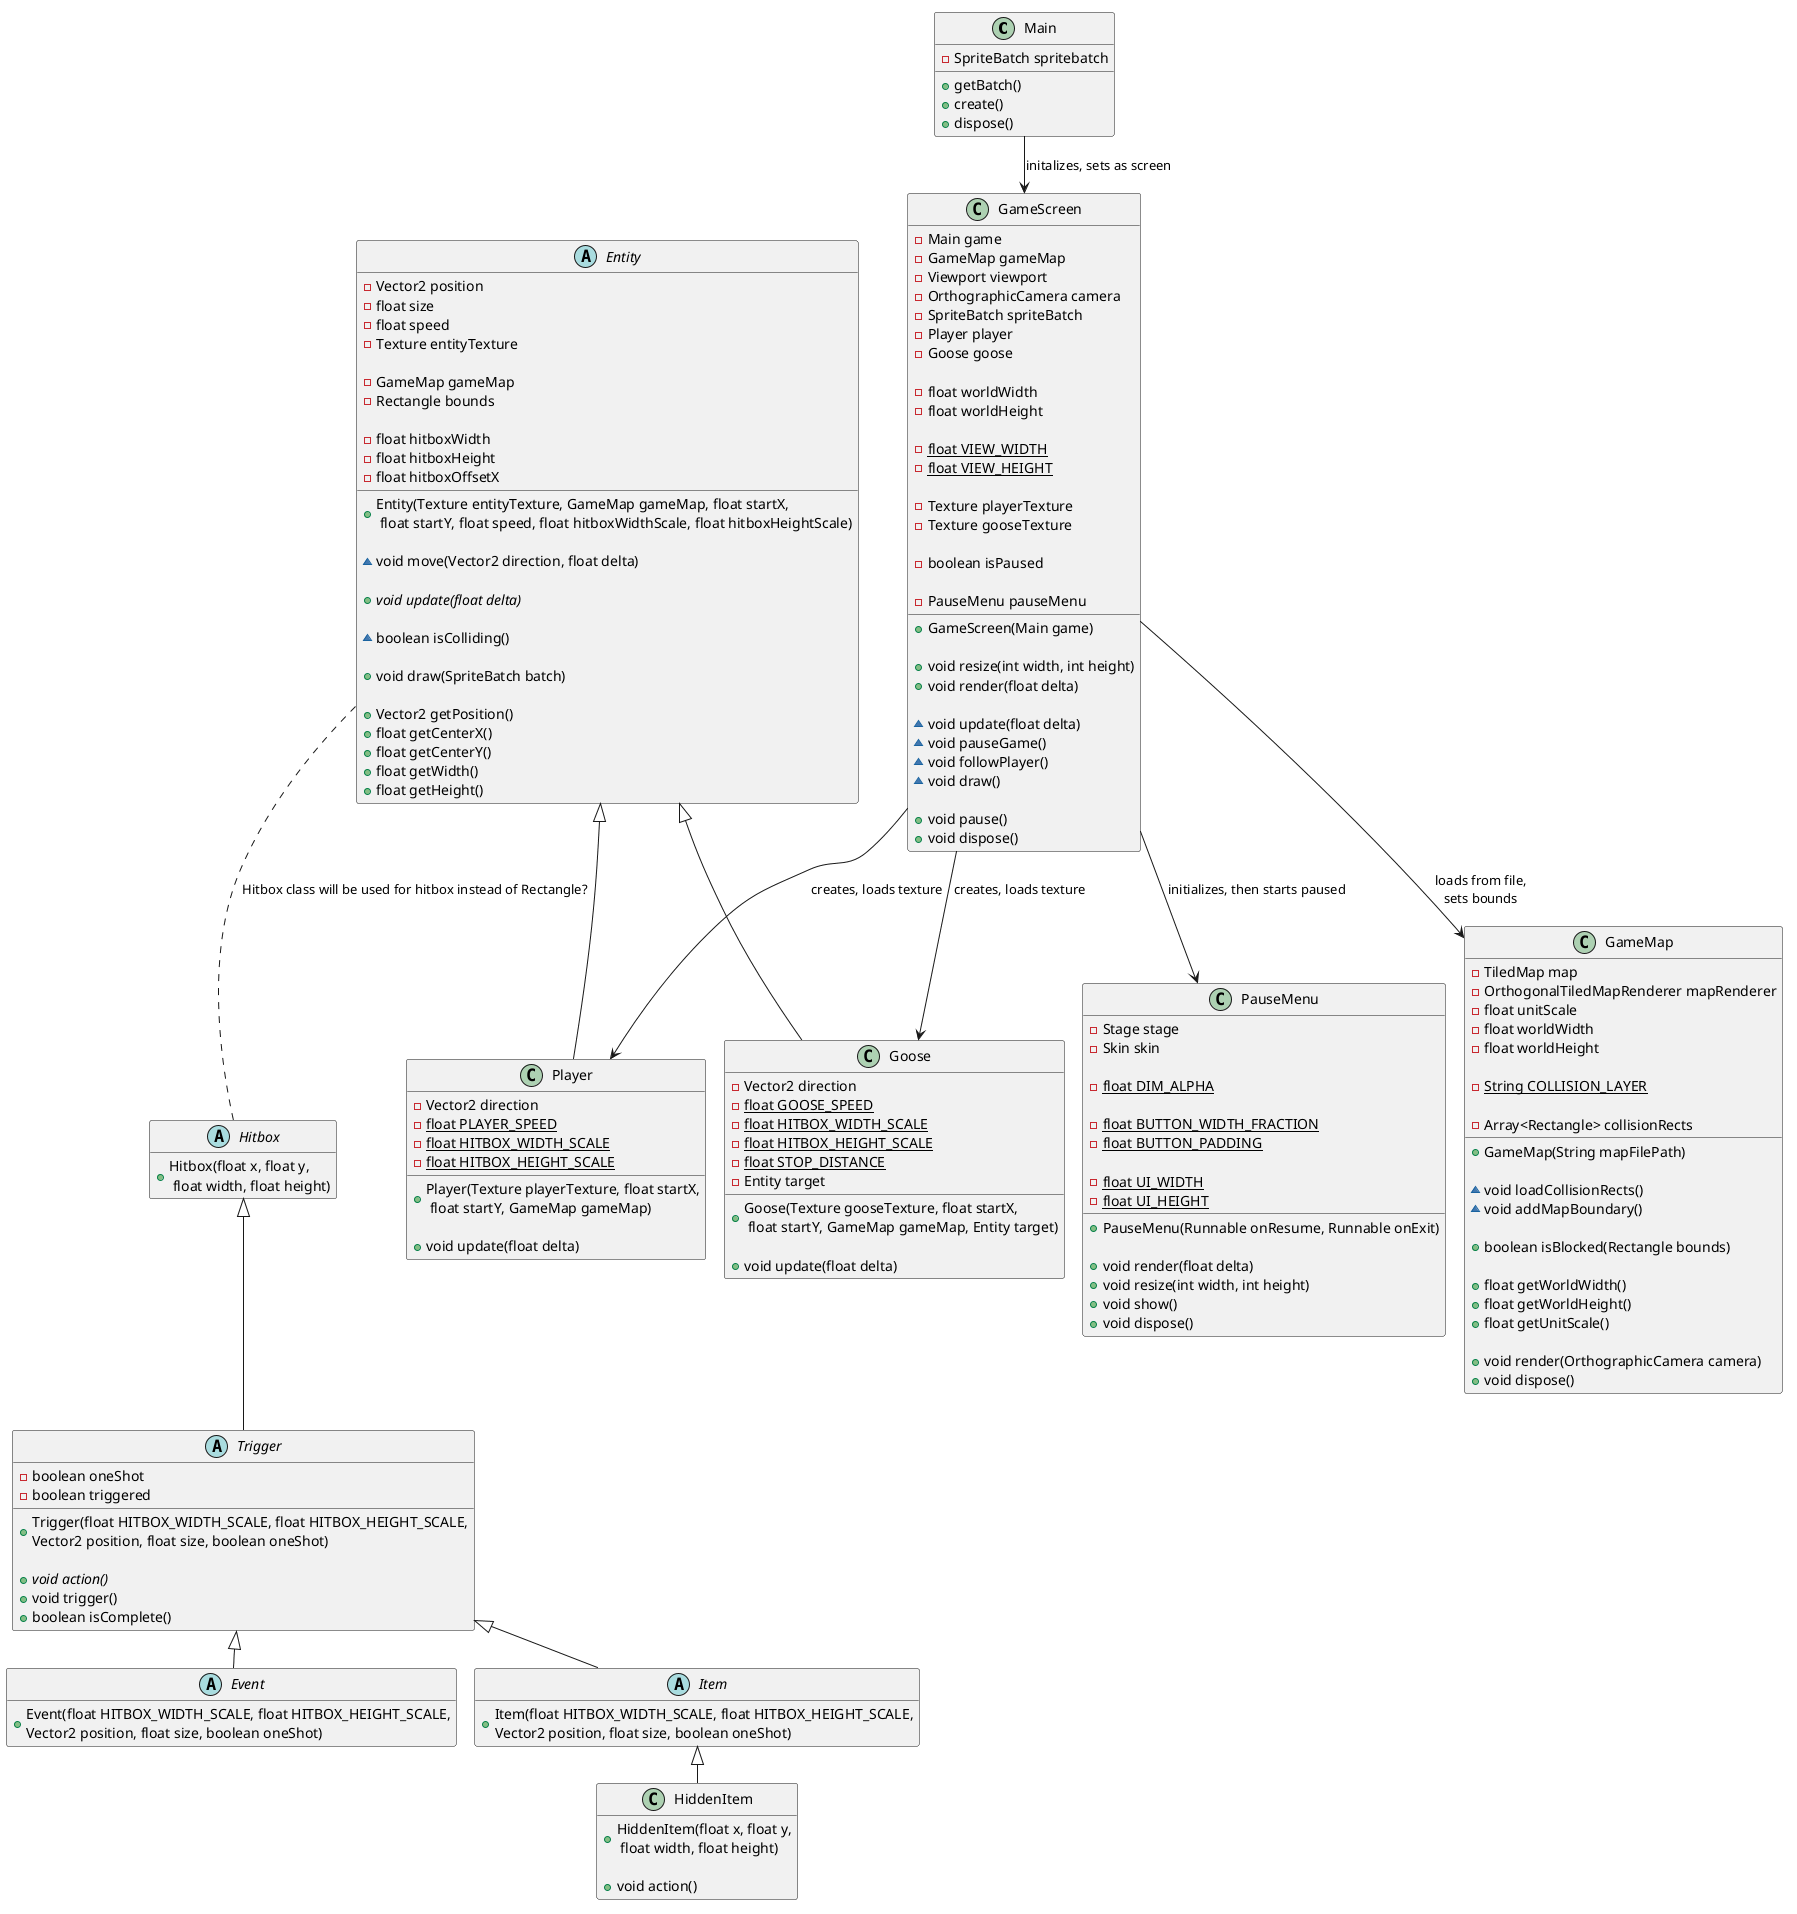 C Main
SpriteBatch spritebatch
getBatch()
create()
dispose()
initalizes, sets as screen
A Entity
Vector2 position
float size
float speed
Texture entityTexture
GameMap gameMap
Rectangle bounds
float hitboxWidth
float hitboxHeight
float hitboxOffsetX
Entity(Texture entityTexture, GameMap gameMap, float startX,
float startY, float speed, float hitboxWidthScale, float hitboxHeightScale)
void move(Vector2 direction, float delta)
void update(float delta)
boolean isColliding()
void draw(SpriteBatch batch)
Vector2 getPosition()
float getCenterX()
float getCenterY()
float getWidth()
float getHeight()
C GameScreen
Main game
GameMap gameMap
Viewport viewport
OrthographicCamera camera
SpriteBatch spriteBatch
Player player
Goose goose
float worldWidth
float worldHeight
float VIEW_WIDTH
float VIEW_HEIGHT
Texture playerTexture
Texture gooseTexture
boolean isPaused
PauseMenu pauseMenu
GameScreen(Main game)
void resize(int width, int height)
void render(float delta)
void update(float delta)
void pauseGame()
void followPlayer()
void draw()
void pause()
void dispose()
Hitbox class will be used for hitbox instead of Rectangle?
creates, loads texture
creates, loads texture
initializes, then starts paused
loads from file,
sets bounds
A Hitbox
Hitbox(float x, float y,
float width, float height)
C Player
Vector2 direction
float PLAYER_SPEED
float HITBOX_WIDTH_SCALE
float HITBOX_HEIGHT_SCALE
Player(Texture playerTexture, float startX,
float startY, GameMap gameMap)
void update(float delta)
C Goose
Vector2 direction
float GOOSE_SPEED
float HITBOX_WIDTH_SCALE
float HITBOX_HEIGHT_SCALE
float STOP_DISTANCE
Entity target
Goose(Texture gooseTexture, float startX,
float startY, GameMap gameMap, Entity target)
void update(float delta)
C PauseMenu
Stage stage
Skin skin
float DIM_ALPHA
float BUTTON_WIDTH_FRACTION
float BUTTON_PADDING
float UI_WIDTH
float UI_HEIGHT
PauseMenu(Runnable onResume, Runnable onExit)
void render(float delta)
void resize(int width, int height)
void show()
void dispose()
C GameMap
TiledMap map
OrthogonalTiledMapRenderer mapRenderer
float unitScale
float worldWidth
float worldHeight
String COLLISION_LAYER
Array<Rectangle> collisionRects
GameMap(String mapFilePath)
void loadCollisionRects()
void addMapBoundary()
boolean isBlocked(Rectangle bounds)
float getWorldWidth()
float getWorldHeight()
float getUnitScale()
void render(OrthographicCamera camera)
void dispose()
A Trigger
boolean oneShot
boolean triggered
Trigger(float HITBOX_WIDTH_SCALE, float HITBOX_HEIGHT_SCALE,
Vector2 position, float size, boolean oneShot)
void action()
void trigger()
boolean isComplete()
A Event
Event(float HITBOX_WIDTH_SCALE, float HITBOX_HEIGHT_SCALE,
Vector2 position, float size, boolean oneShot)
A Item
Item(float HITBOX_WIDTH_SCALE, float HITBOX_HEIGHT_SCALE,
Vector2 position, float size, boolean oneShot)
C HiddenItem
HiddenItem(float x, float y,
float width, float height)
void action()